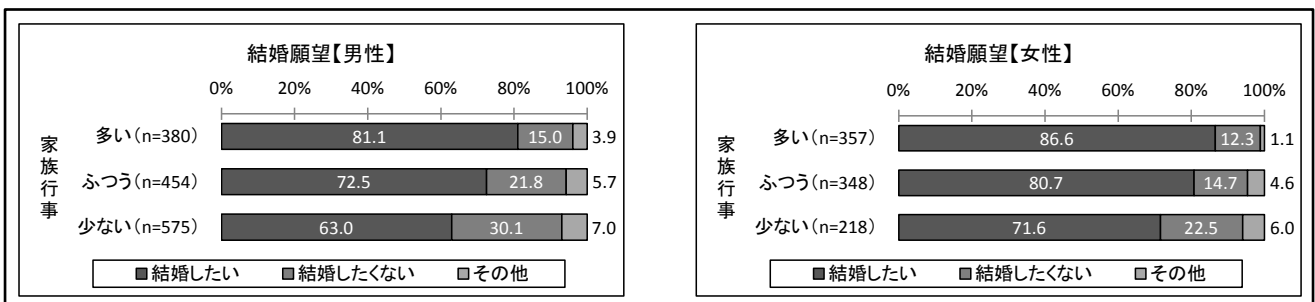 結婚願望【男性】
0% 20% 40% 60% 80% 100%
家族行事
多い(n=380) 81.1 15.0 3.9
ふつう(n=454) 72.5 21.8 5.7
少ない(n=575) 63.0 30.1 7.0
■結婚したい ■結婚したくない ■その他
結婚願望【女性】
0% 20% 40% 60% 80% 100%
家族行事
多い(n=357) 86.6 12.3 1.1
ふつう(n=348) 80.7 14.7 4.6
少ない(n=218) 71.6 22.5 6.0
■結婚したい ■結婚したくない ■その他